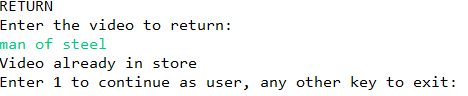 RETURN
Enter the video to return:
man of steel
Video already in store
Enter 1 to continue as user, any other key to exit: